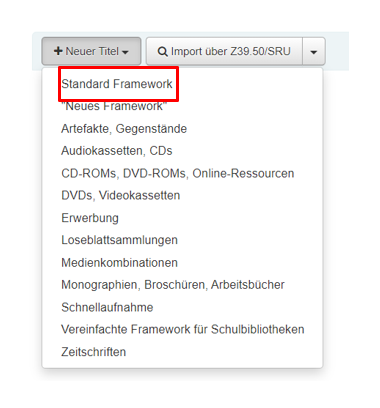 + Neuer Titel
Import über Z39.50/SRU
Standard Framework
"Neues Framework"
Artefakte, Gegenstände
Audiokassetten, CDs
CD-ROMs, DVD-ROMs, Online-Ressourcen
DVDs, Videokassetten
Erwerbung
Loseblattsammlungen
Medienkombinationen
Monographien, Broschüren, Arbeitsbücher
Schnellaufnahme
Vereinfachte Framework für Schulbibliotheken
Zeitschriften